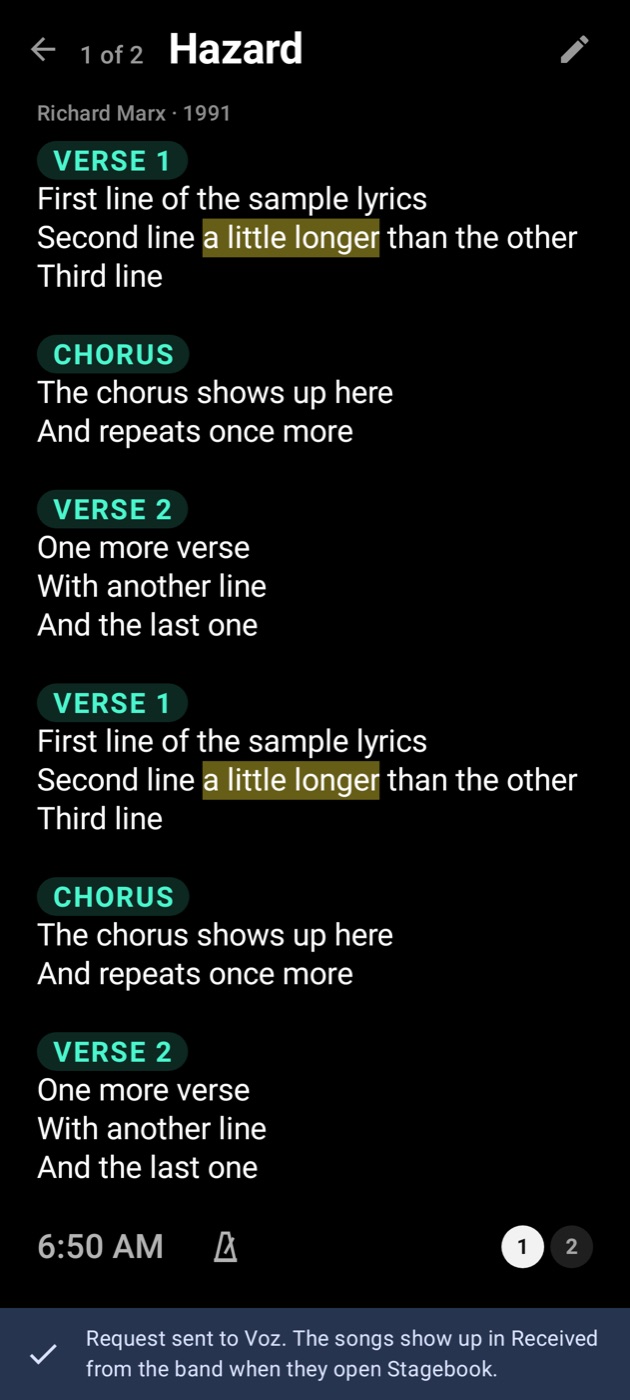 1 of 2 Hazard
Richard Marx · 1991
VERSE 1
First line of the sample lyrics
Second line a little longer than the other
Third line
CHORUS
The chorus shows up here
And repeats once more
VERSE 2
One more verse
With another line
And the last one
VERSE 1
First line of the sample lyrics
Second line a little longer than the other
Third line
CHORUS
The chorus shows up here
And repeats once more
VERSE 2
One more verse
With another line
And the last one
6:50 AM 1 2
Request sent to Voz. The songs show up in Received
from the band when they open Stagebook.